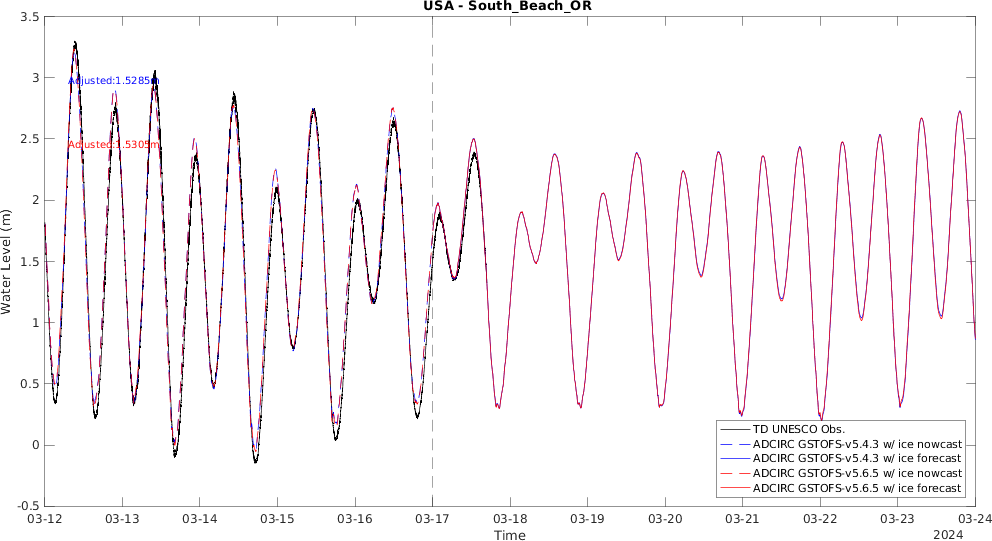 USA - South_Beach_OR
3.5
3
2.5
2
1.5
1
0.5
0
-0.5
Water Level (m)
Adjusted:1.5285m
Adjusted:1.5305m
TD UNESCO Obs.
ADCIRC GSTOFS-v5.4.3 w/ ice nowcast
ADCIRC GSTOFS-v5.4.3 w/ ice forecast
ADCIRC GSTOFS-v5.6.5 w/ ice nowcast
ADCIRC GSTOFS-v5.6.5 w/ ice forecast
03-12 03-13 03-14 03-15 03-16 03-17 03-18 03-19 03-20 03-21 03-22 03-23 03-24
Time
2024